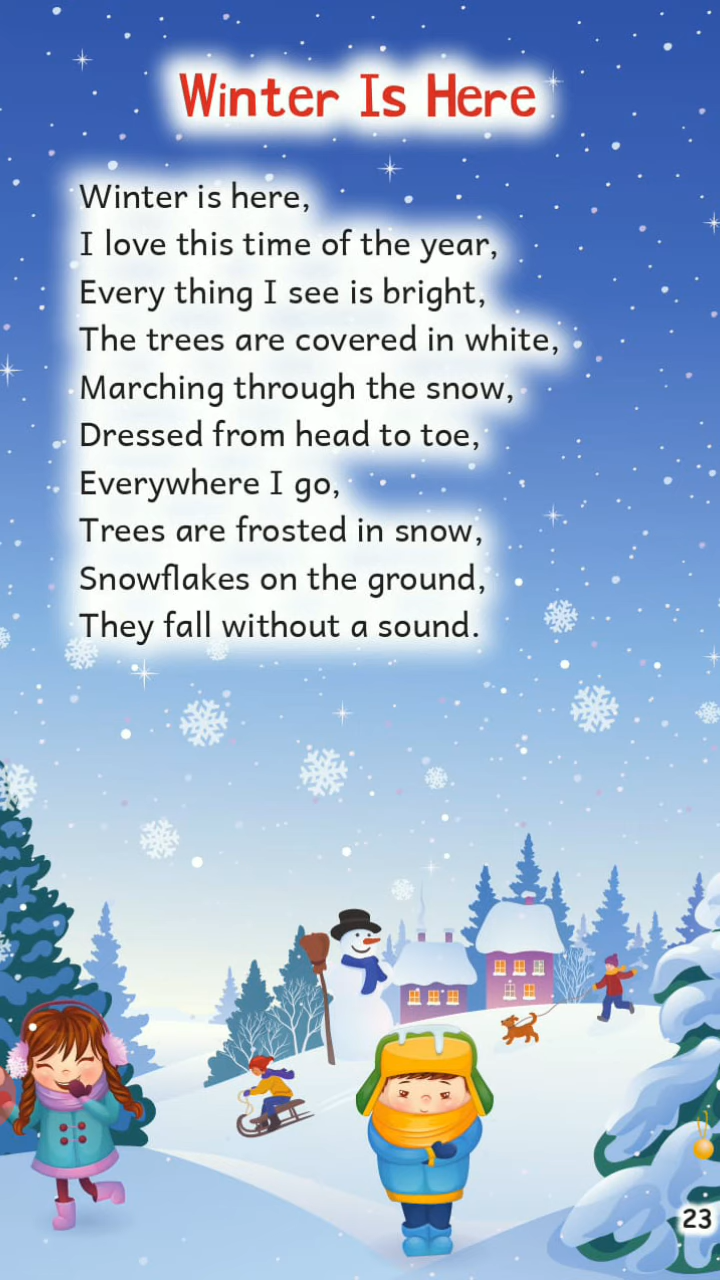 Winter Is Here
Winter is here,
I love this time of the year,
Every thing I see is bright,
The trees are covered in white,
Marching through the snow,
Dressed from head to toe,
Everywhere I go,
Trees are frosted in snow,
Snowflakes on the ground,
They fall without a sound.
23